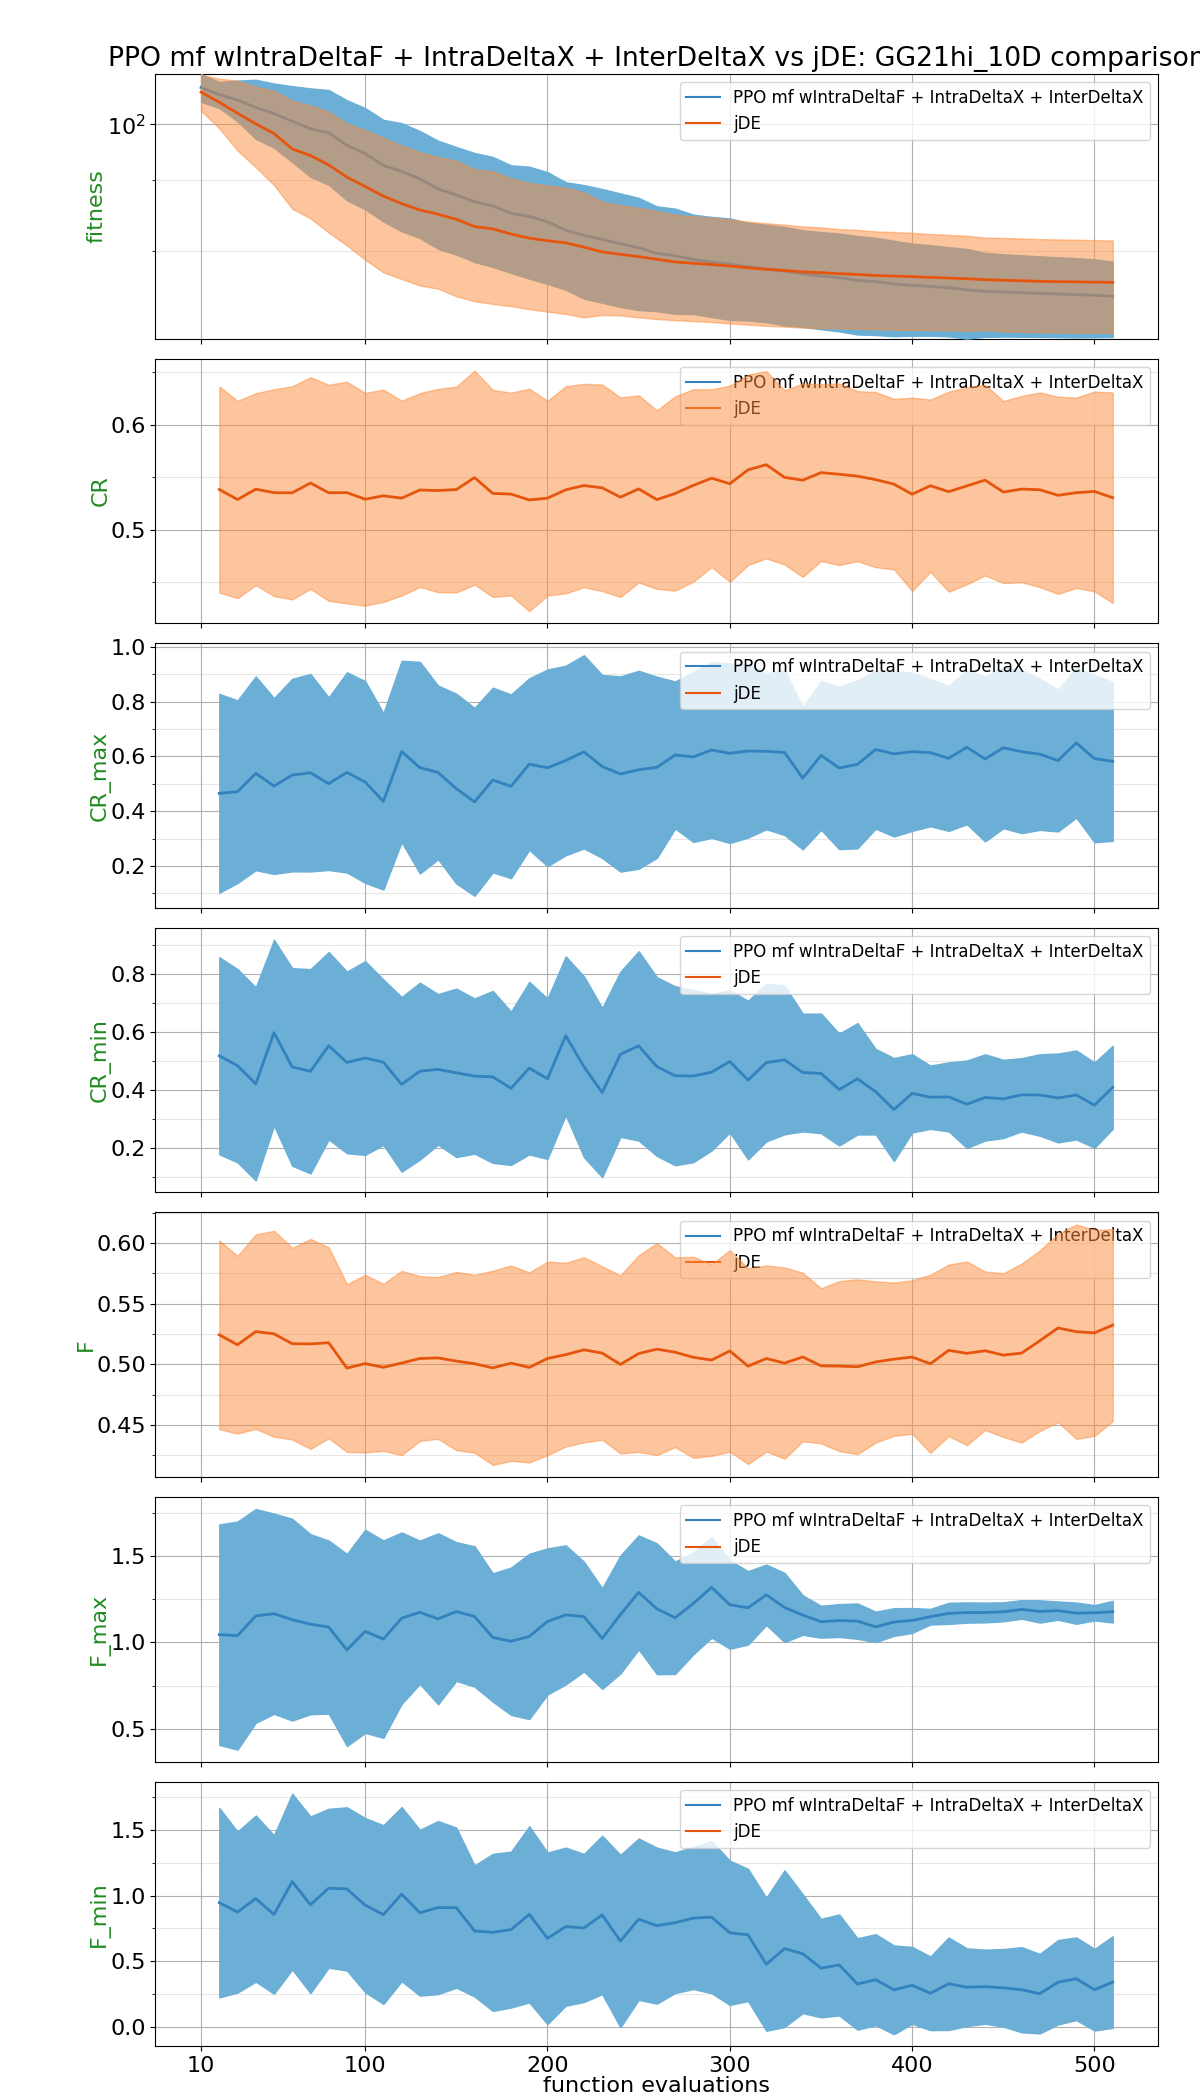 PPO mf wIntraDeltaF + IntraDeltaX + InterDeltaX vs jDE: GG21hi_10D comparison
10²
fitness
PPO mf wIntraDeltaF + IntraDeltaX + InterDeltaX
jDE
0.6
0.5
CR
PPO mf wIntraDeltaF + IntraDeltaX + InterDeltaX
jDE
1.0
0.8
0.6
0.4
0.2
CR_max
PPO mf wIntraDeltaF + IntraDeltaX + InterDeltaX
jDE
0.8
0.6
0.4
0.2
CR_min
PPO mf wIntraDeltaF + IntraDeltaX + InterDeltaX
jDE
0.60
0.55
0.50
0.45
F
PPO mf wIntraDeltaF + IntraDeltaX + InterDeltaX
jDE
1.5
1.0
0.5
F_max
PPO mf wIntraDeltaF + IntraDeltaX + InterDeltaX
jDE
1.5
1.0
0.5
0.0
F_min
PPO mf wIntraDeltaF + IntraDeltaX + InterDeltaX
jDE
10 100 200 300 400 500
function evaluations